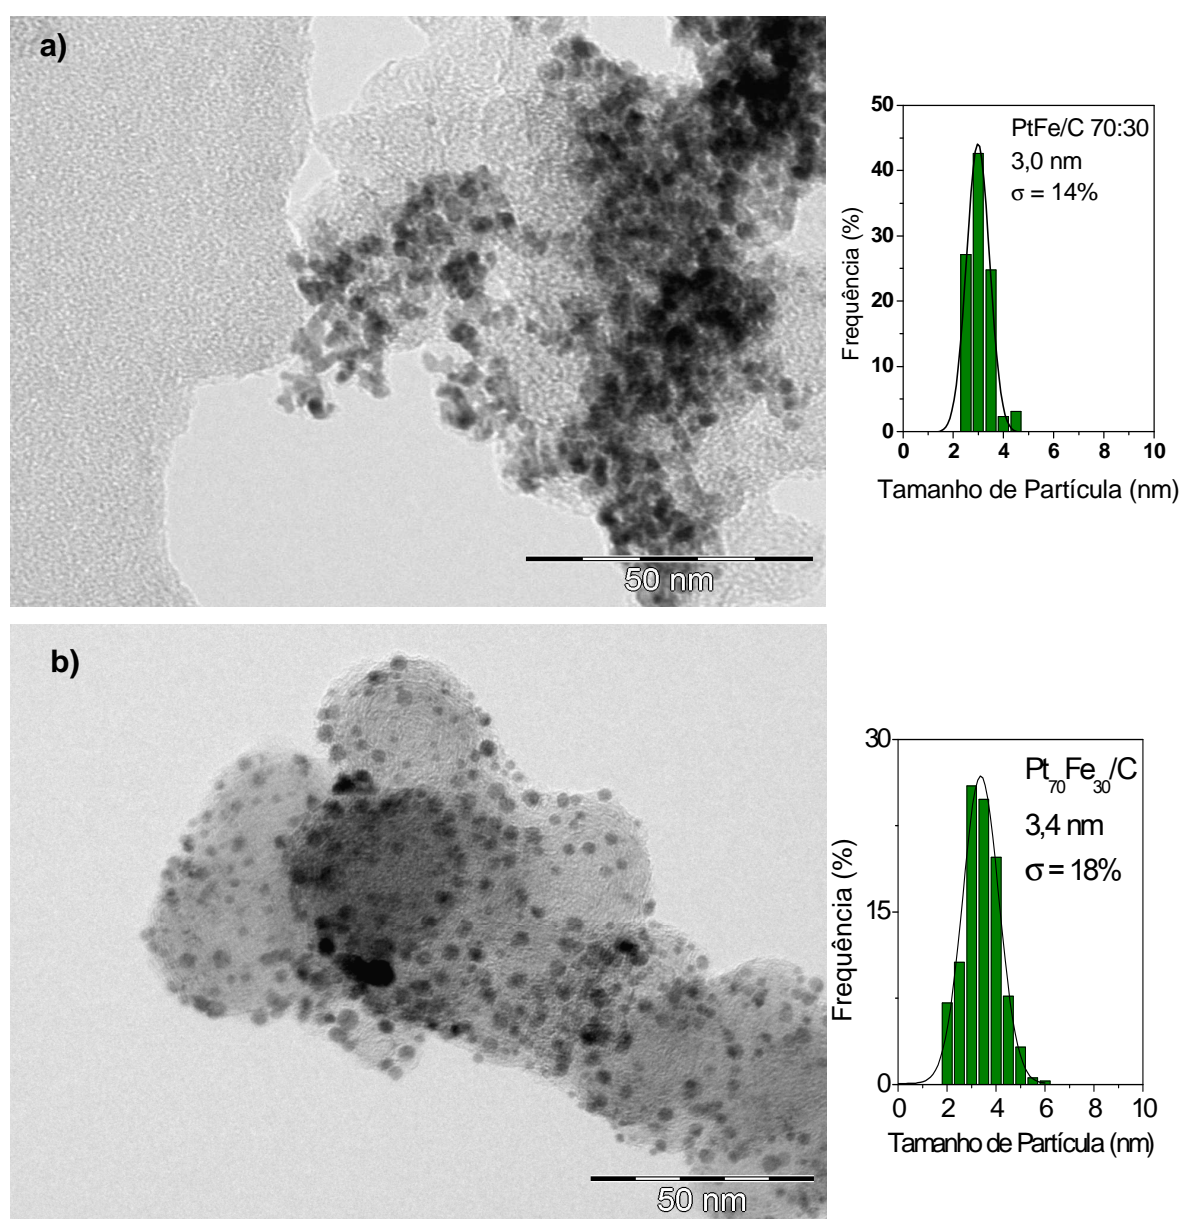 a)
50 nm
50
40
30
20
10
0
PtFe/C 70:30
3,0 nm
σ = 14%
Frequência (%)
0 2 4 6 8 10
Tamanho de Partícula (nm)
b)
50 nm
30
15
0
Pt70Fe30/C
3,4 nm
σ = 18%
Frequência (%)
0 2 4 6 8 10
Tamanho de Partícula (nm)